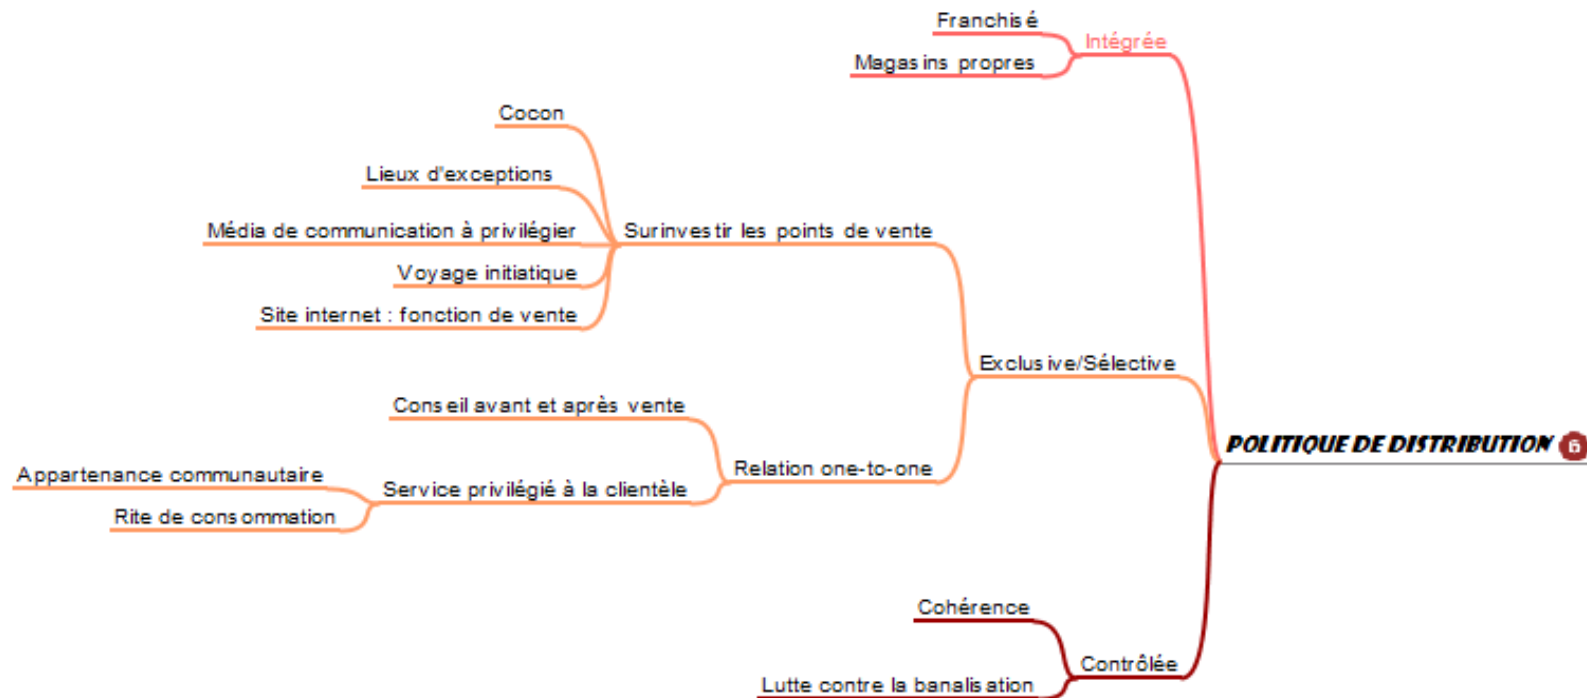 Franchisé
Intégrée
Magasins propres
Cocon
Lieux d'exceptions
Média de communication à privilégier
Surinvestir les points de vente
Voyage initiatique
Site internet : fonction de vente
Exclusive/Sélective
Conseil avant et après vente
POLITIQUE DE DISTRIBUTION 6
Relation one-to-one
Appartenance communautaire
Service privilégié à la clientèle
Rite de consommation
Cohérence
Contrôlée
Lutte contre la banalisation